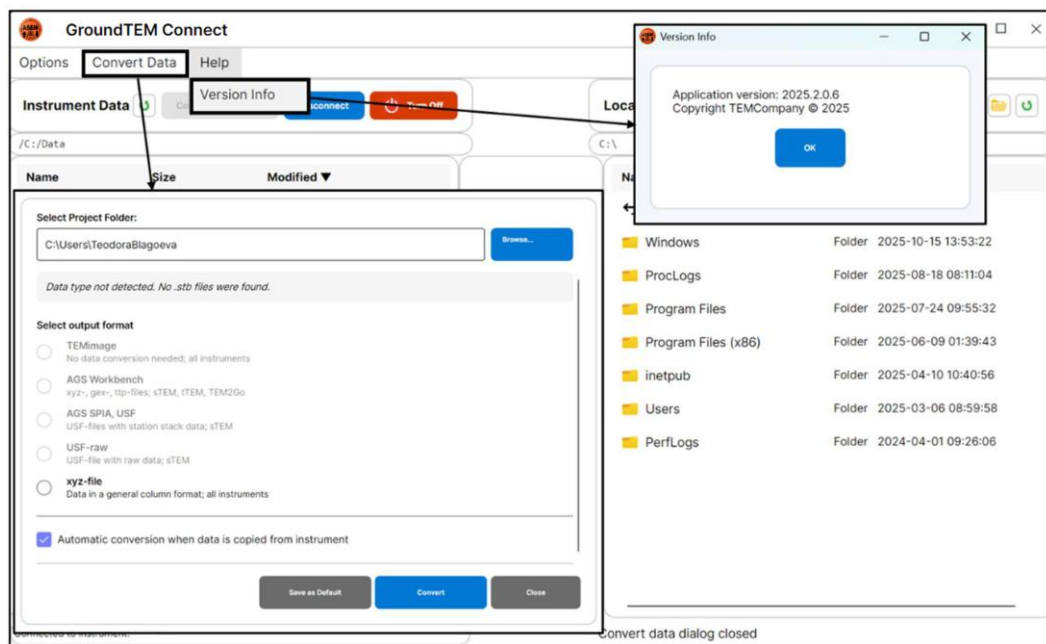 GroundTEM Connect
Options Convert Data Help
Version Info
Instrument Data
Turn Off
/C:/Data
Name Size Modified ▼
Select Project Folder:
C:\Users\TeodoraBlagoeva
Browse...
Data type not detected. No .stb files were found.
Select output format
TEMimage
No data conversion needed; all instruments
AGS Workbench
xyz-, gex-, ttp-files; sTEM, tTEM, TEM2Go
AGS SPIA, USF
USF-files with station stack data; sTEM
USF-raw
USF-file with raw data; sTEM
xyz-file
Data in a general column format; all instruments
Automatic conversion when data is copied from instrument
Save as Default Convert Close
Version Info
Application version: 2025.2.0.6
Copyright TEMCompany © 2025
OK
C:\
Windows Folder 2025-10-15 13:53:22
ProcLogs Folder 2025-08-18 08:11:04
Program Files Folder 2025-07-24 09:55:32
Program Files (x86) Folder 2025-06-09 01:39:43
inetpub Folder 2025-04-10 10:40:56
Users Folder 2025-03-06 08:59:58
PerfLogs Folder 2024-04-01 09:26:06
Convert data dialog closed